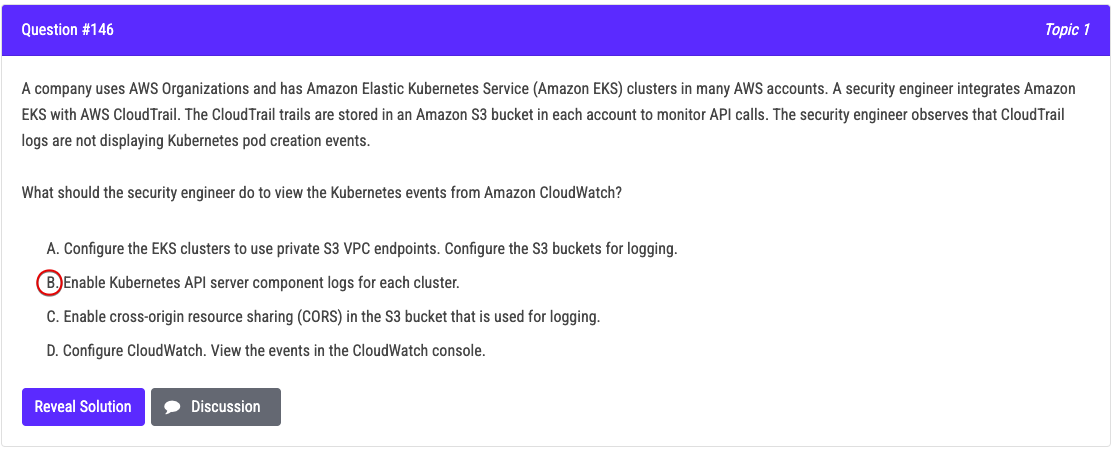 Question #146
Topic 1
A company uses AWS Organizations and has Amazon Elastic Kubernetes Service (Amazon EKS) clusters in many AWS accounts. A security engineer integrates Amazon
EKS with AWS CloudTrail. The CloudTrail trails are stored in an Amazon S3 bucket in each account to monitor API calls. The security engineer observes that CloudTrail
logs are not displaying Kubernetes pod creation events.
What should the security engineer do to view the Kubernetes events from Amazon CloudWatch?
A. Configure the EKS clusters to use private S3 VPC endpoints. Configure the S3 buckets for logging.
B. Enable Kubernetes API server component logs for each cluster.
C. Enable cross-origin resource sharing (CORS) in the S3 bucket that is used for logging.
D. Configure CloudWatch. View the events in the CloudWatch console.
Reveal Solution
Discussion